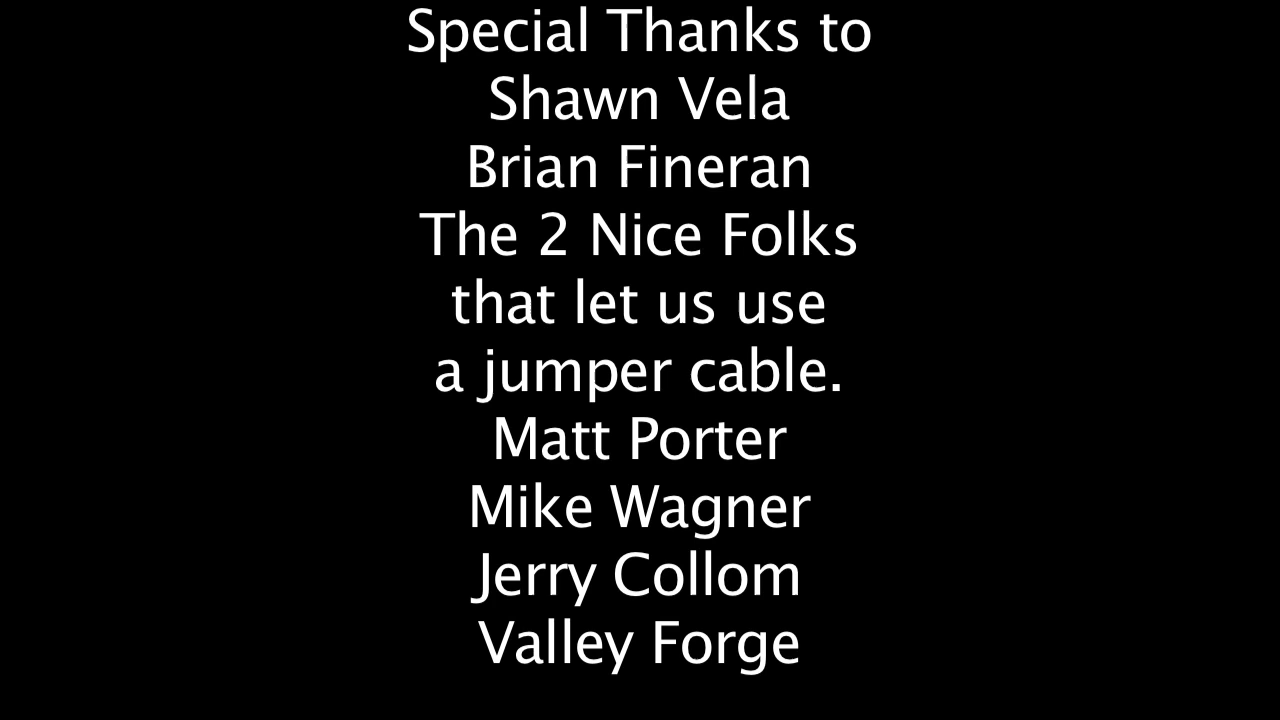 Special Thanks to
Shawn Vela
Brian Fineran
The 2 Nice Folks
that let us use
a jumper cable.
Matt Porter
Mike Wagner
Jerry Collom
Valley Forge